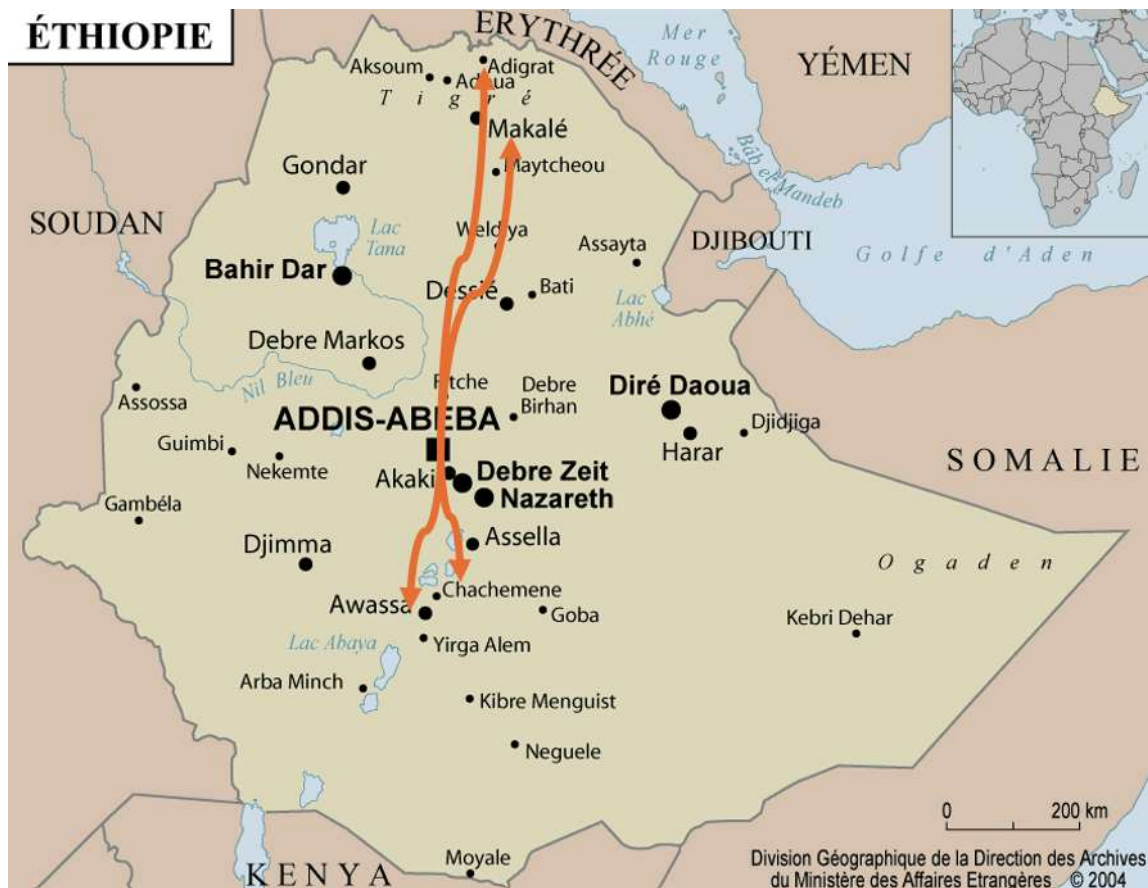 ÉTHIOPIE
ERYTHRÉE
Mer
Rouge
YÉMEN
Aksoum
Adoua
Adigrat
Tigré
Makalé
Maytcheou
Gondar
Bâb el-Mandeb
SOUDAN
Lac
Tana
Weldiya
Assayta
DJIBOUTI
Golfe d'Aden
Bahir Dar
Dessié
Bati
Lac
Abhé
Debre Markos
Nil Bleu
Fitche
Debre
Birhan
Diré Daoua
Assossa
ADDIS-ABEBA
Djidjiga
Guimbi
Nekemte
Harar
SOMALIE
Akaki
Debre Zeit
Nazareth
Gambéla
Djimma
Assella
Ogaden
Chachemene
Awassa
Goba
Kebri Dehar
Lac Abaya
Yirga Alem
Arba Minch
Kibre Menguist
Neguele
0 200 km
Moyale
KENYA
Division Géographique de la Direction des Archives
du Ministère des Affaires Etrangères © 2004